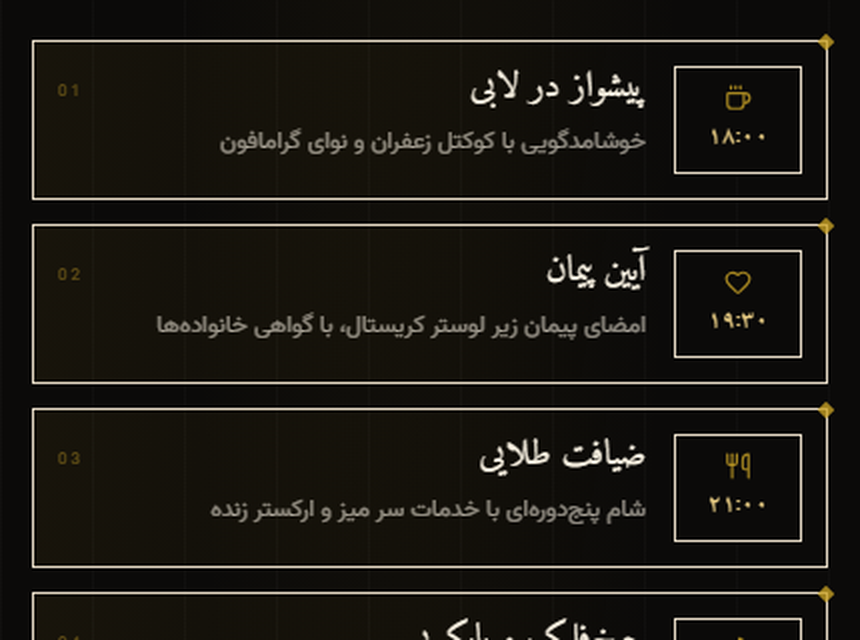 ۱۸:۰۰
پیشواز در لابی
01
خوشامدگویی با کوکتل زعفران و نوای گرامافون
۱۹:۳۰
آیین پیمان
02
امضای پیمان زیر لوستر کریستال، با گواهی خانواده‌ها
۲۱:۰۰
ضیافت طلایی
03
شام پنج‌دوره‌ای با خدمات سر میز و ارکستر زنده